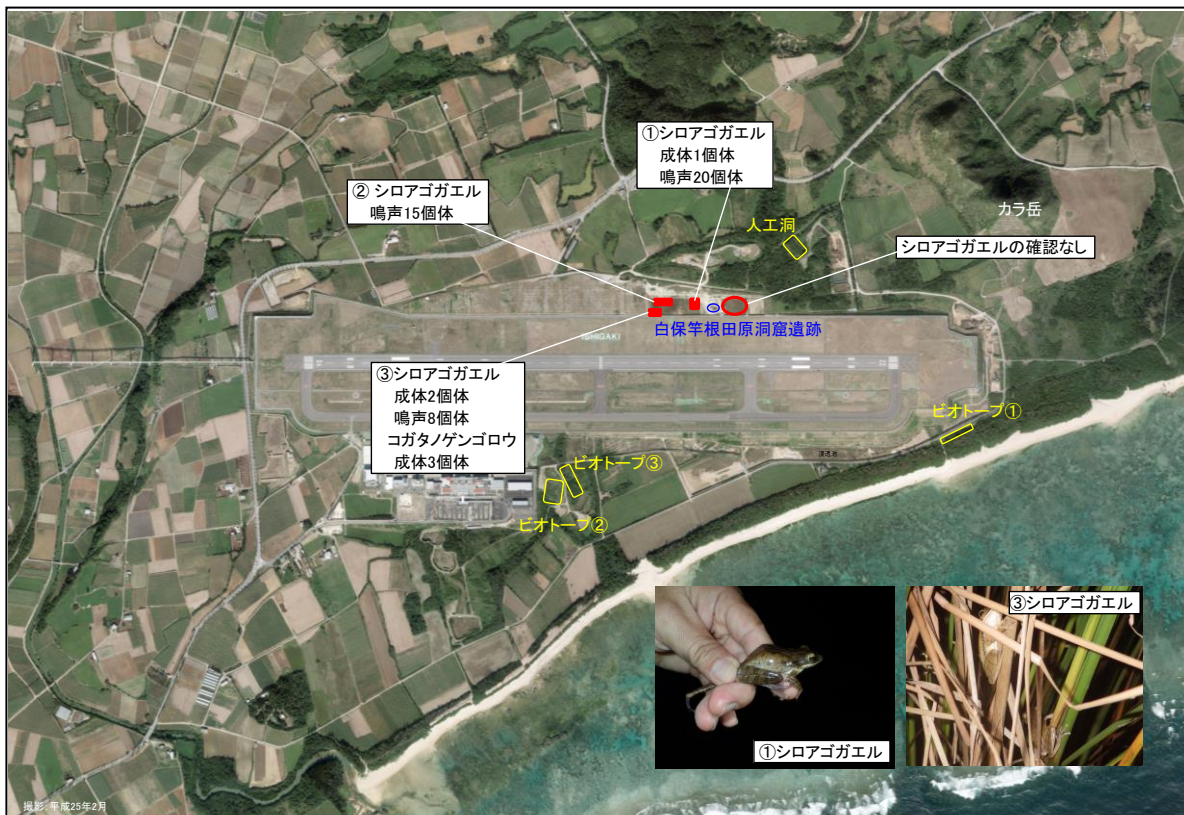 ①シロアゴガエル
成体1個体
鳴声20個体
② シロアゴガエル
鳴声15個体
カラ岳
人工洞
シロアゴガエルの確認なし
白保竿根田原洞窟遺跡
ISHIGAKI
③シロアゴガエル
成体2個体
鳴声8個体
コガタノゲンゴロウ
成体3個体
ビオトープ①
浸透池
ビオトープ③
ビオトープ②
③シロアゴガエル
①シロアゴガエル
撮影:平成25年2月